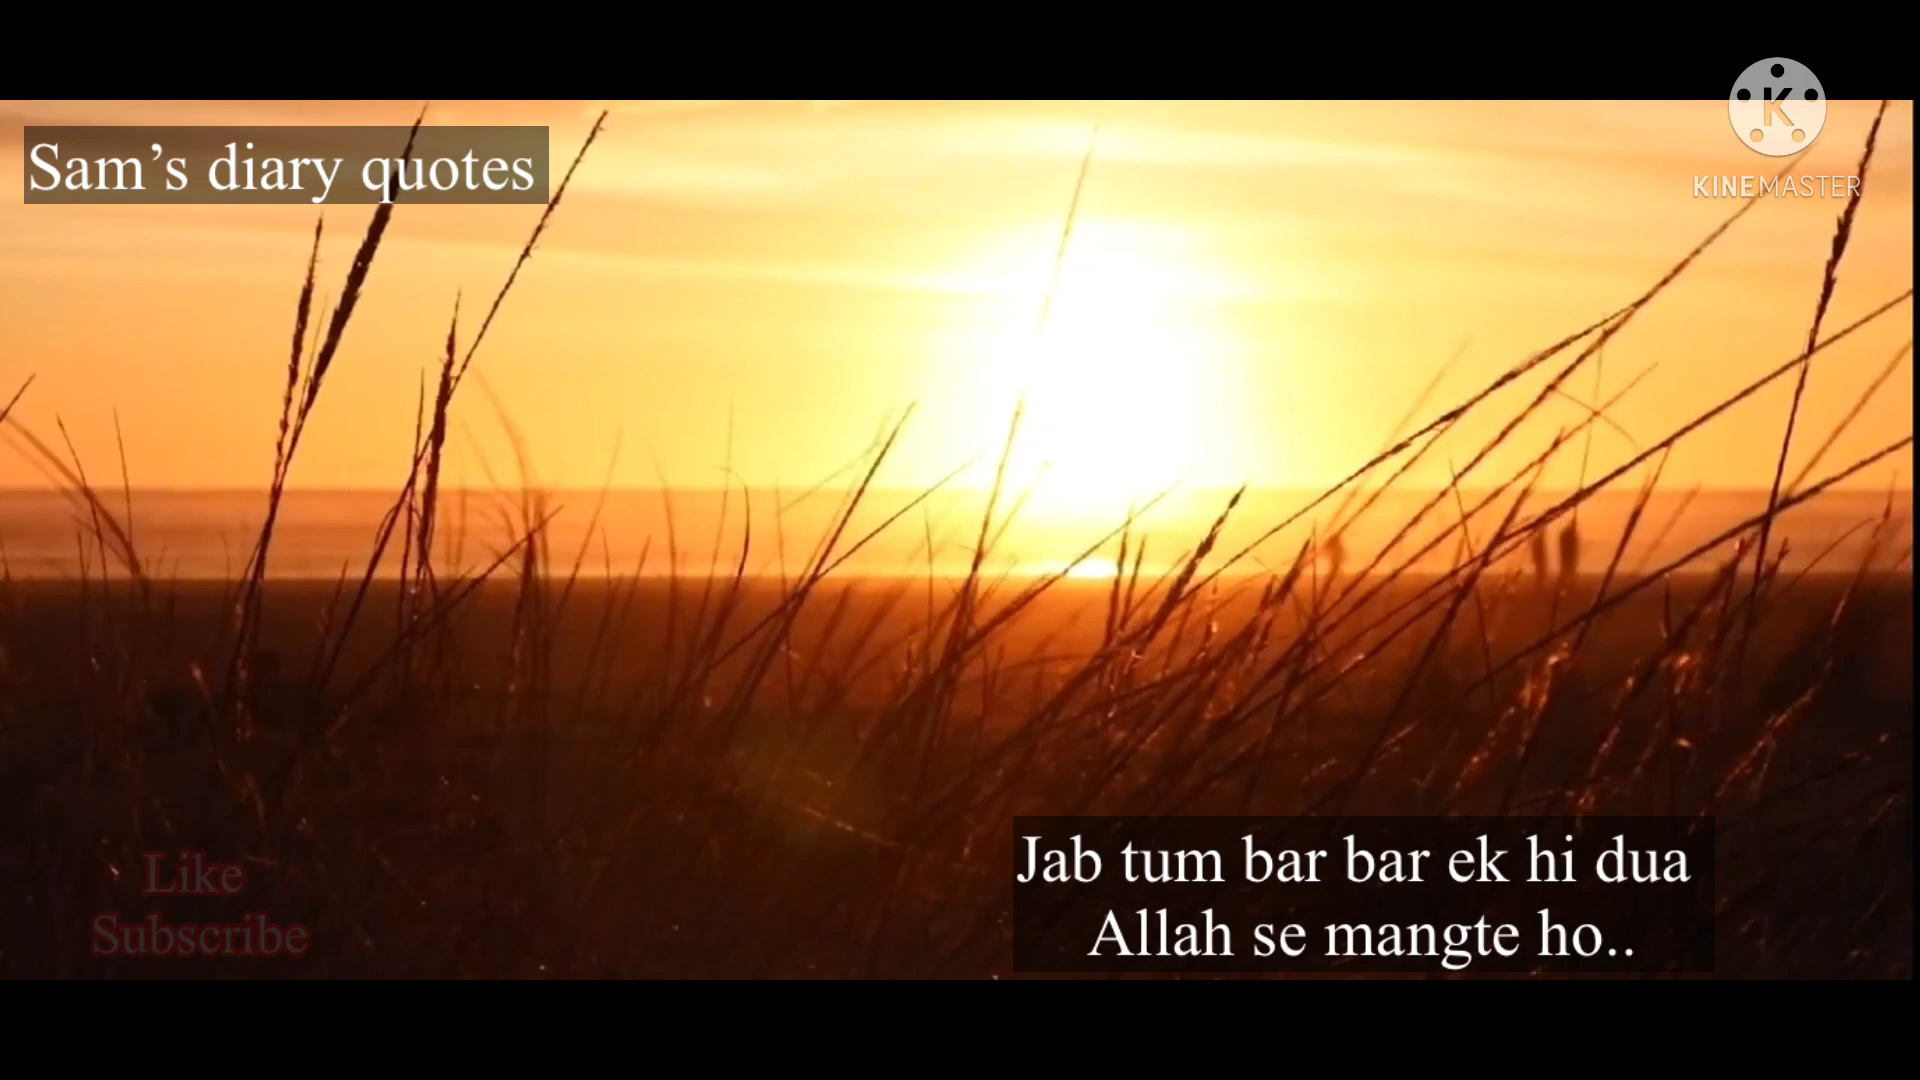 Sam’s diary quotes
K
KINEMASTER
Jab tum bar bar ek hi dua
Allah se mangte ho..
Like
Subscribe